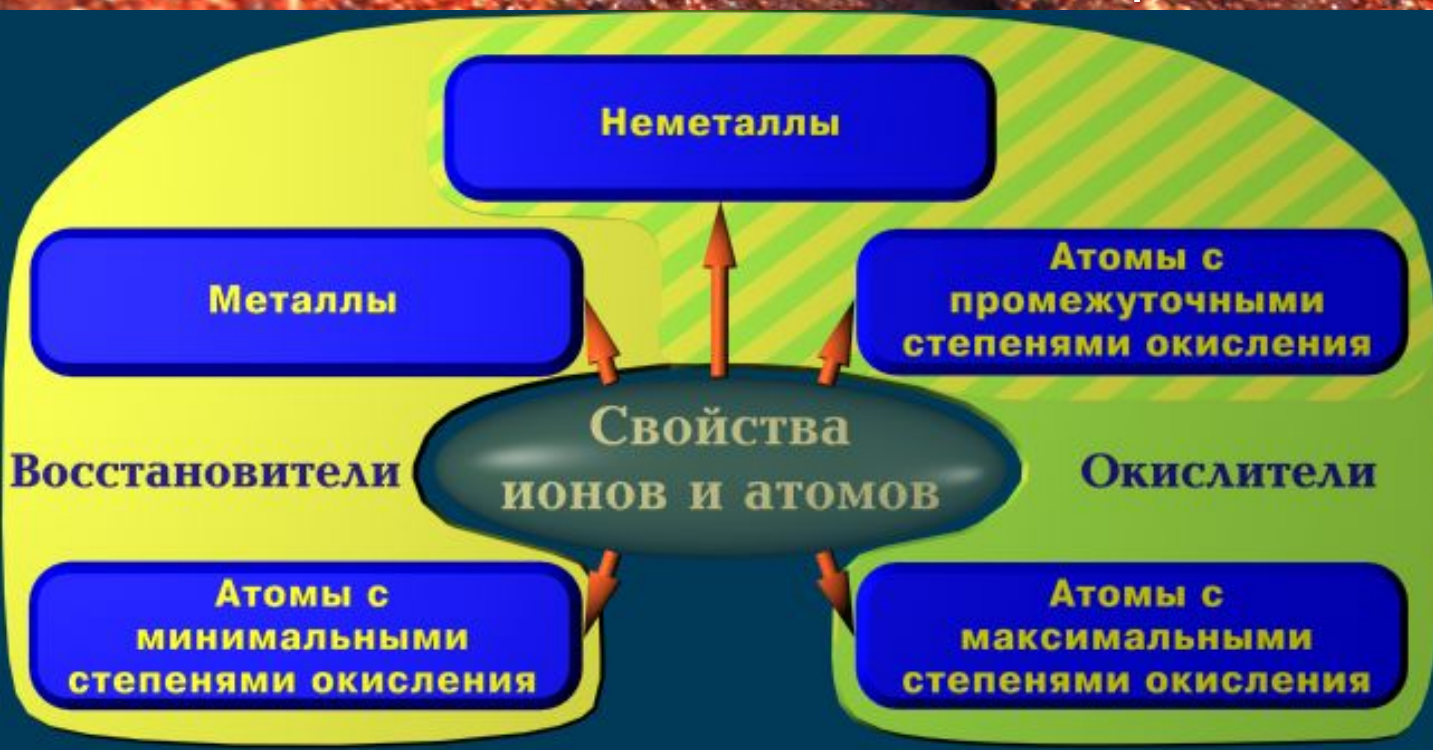 Неметаллы
Металлы
Атомы с
промежуточными
степенями окисления
Свойства
ионов и атомов
Восстановители
Окислители
Атомы с
минимальными
степенями окисления
Атомы с
максимальными
степенями окисления